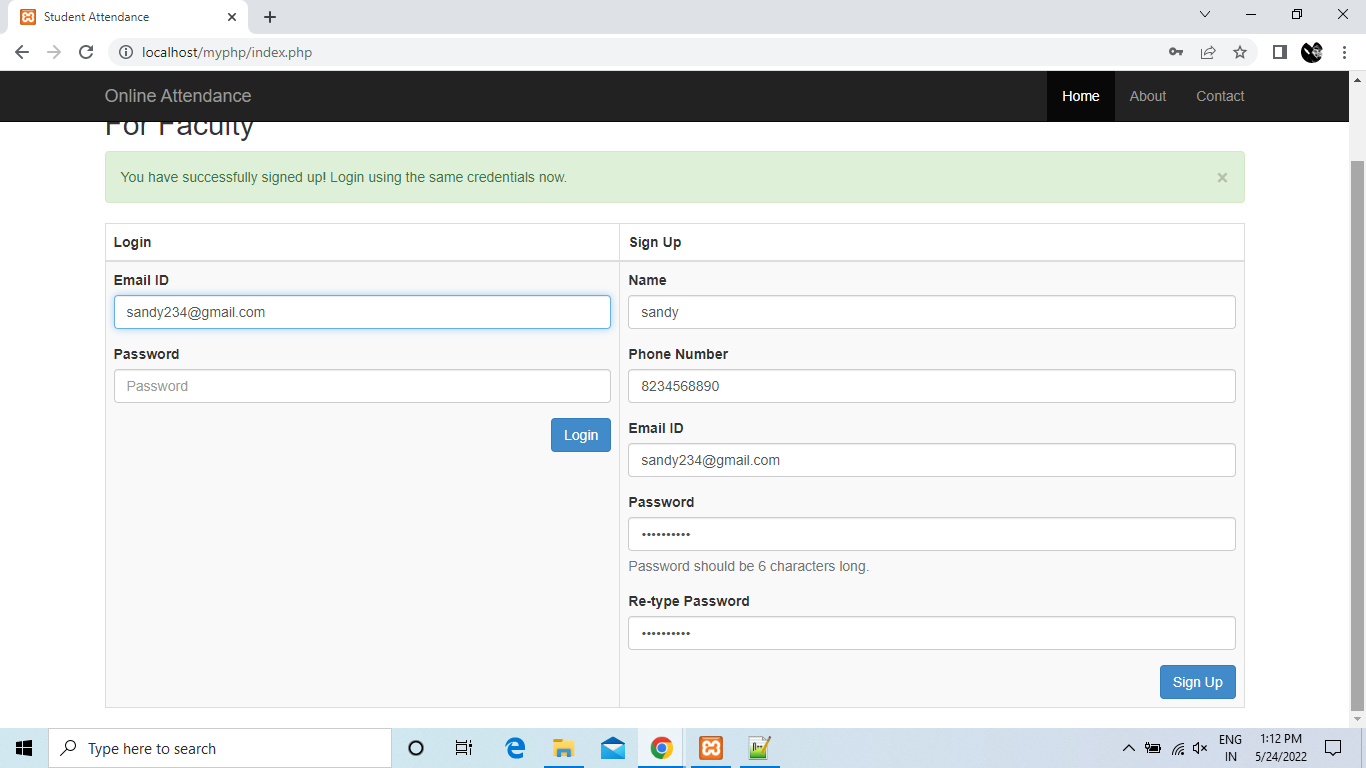 Student Attendance
localhost/myphp/index.php
Online Attendance
Home
About
Contact
For Faculty
You have successfully signed up! Login using the same credentials now.
×
Login
Email ID
sandy234@gmail.com
Password
Password
Login
Sign Up
Name
sandy
Phone Number
8234568890
Email ID
sandy234@gmail.com
Password
••••••••••
Password should be 6 characters long.
Re-type Password
••••••••••
Sign Up
Type here to search
ENG
IN
1:12 PM
5/24/2022